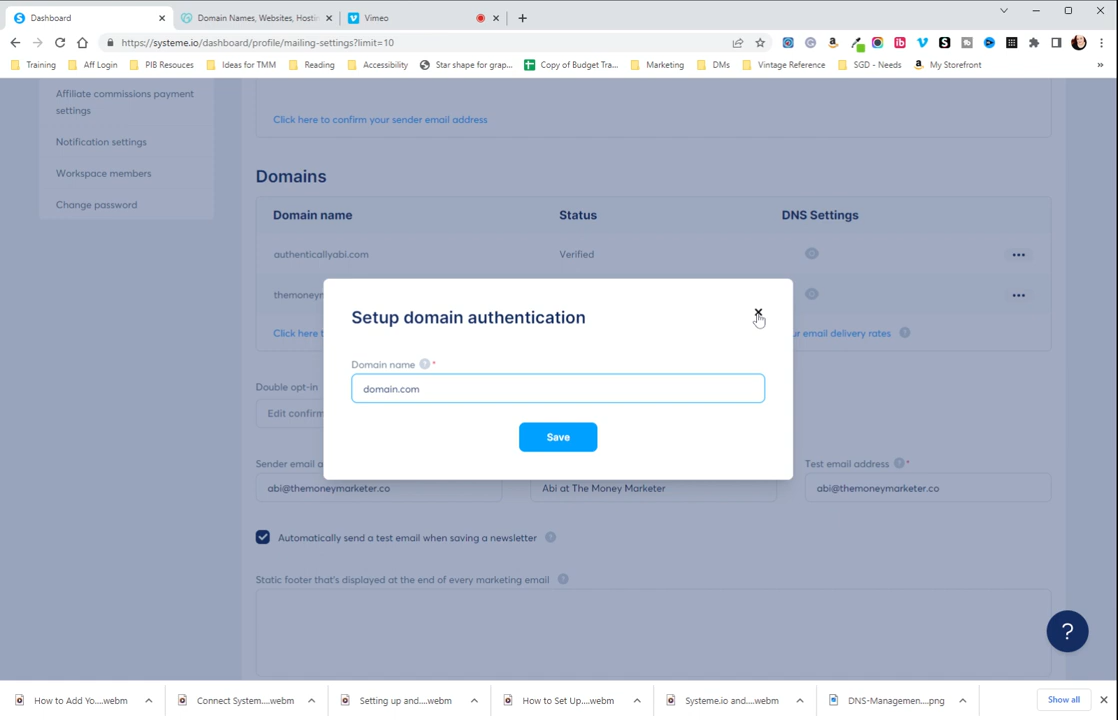 Dashboard
Domain Names, Websites, Hostin
Vimeo
https://systeme.io/dashboard/profile/mailing-settings?limit=10
Training
Aff Login
PIB Resouces
Ideas for TMM
Reading
Accessibility
Star shape for grap...
Copy of Budget Tra...
Marketing
DMs
Vintage Reference
SGD - Needs
My Storefront
»
Affiliate commissions payment
settings
Notification settings
Workspace members
Change password
Click here to confirm your sender email address
Domains
Domain name
Status
DNS Settings
authenticallyabi.com
Verified
themoneyr
Click here t
ur email delivery rates
Setup domain authentication
Domain name
*
domain.com
Save
Double opt-in
Edit confirm
Sender email a
abi@themoneymarketer.co
Abi at The Money Marketer
Test email address
*
abi@themoneymarketer.co
Automatically send a test email when saving a newsletter
Static footer that's displayed at the end of every marketing email
?
How to Add Yo....webm
Connect System....webm
Setting up and....webm
How to Set Up....webm
Systeme.io and....webm
DNS-Managemen....png
Show all